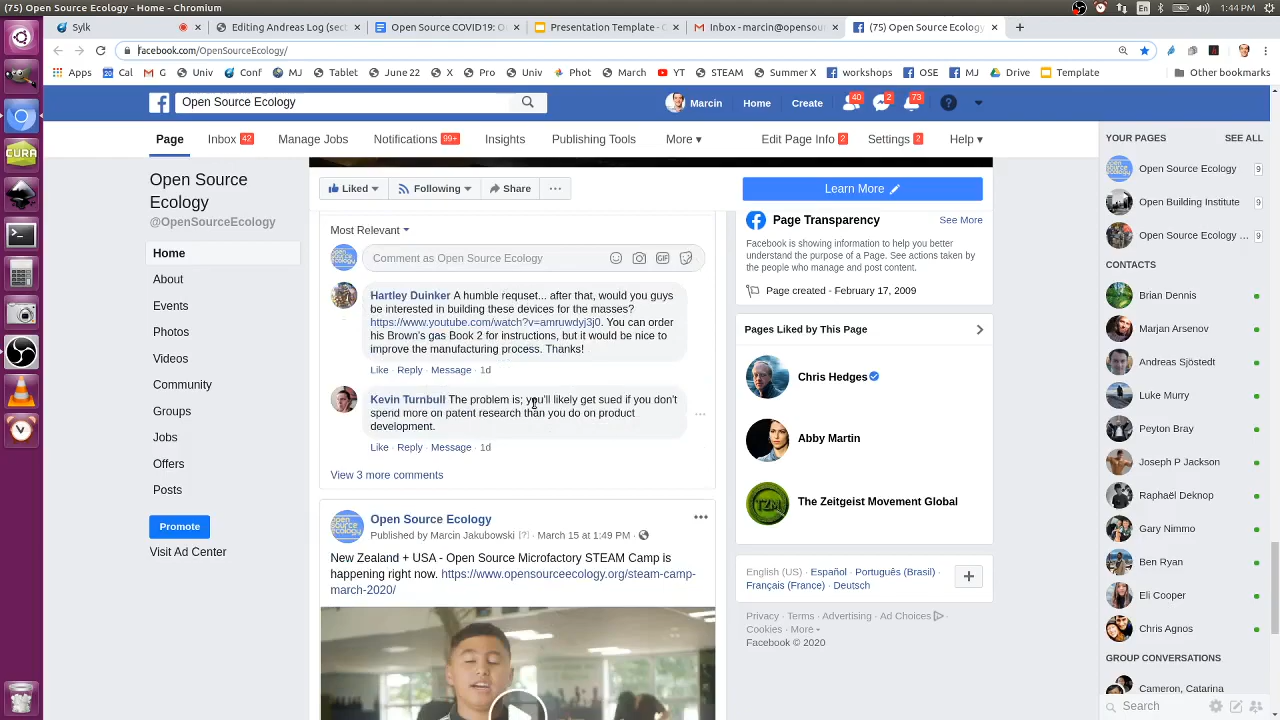 (75) Open Source Ecology - Home - Chromium
En
1:44 PM
Sylk
Editing Andreas Log (sect
Open Source COVID19: O
Presentation Template - C
Inbox - marcin@opensou
(75) Open Source Ecology
facebook.com/OpenSourceEcology/
Apps
Cal
G
Univ
Conf
MJ
Tablet
June 22
X
Pro
Univ
Phot
March
YT
STEAM
Summer X
workshops
OSE
MJ
Drive
Template
Other bookmarks
Open Source Ecology
Marcin
Home
Create
40
2
73
Page
Inbox 42
Manage Jobs
Notifications 99+
Insights
Publishing Tools
More
Edit Page Info 2
Settings 2
Help
Open Source
Ecology
@OpenSourceEcology
Home
About
Events
Photos
Videos
Community
Groups
Jobs
Offers
Posts
Promote
Visit Ad Center
Liked
Following
Share
Learn More
Most Relevant
Comment as Open Source Ecology
GIF
Hartley Duinker A humble requset... after that, would you guys
be interested in building these devices for the masses?
https://www.youtube.com/watch?v=amruwdyj3j0. You can order
his Brown's gas Book 2 for instructions, but it would be nice to
improve the manufacturing process. Thanks!
Like · Reply · Message · 1d
Kevin Turnbull The problem is; you'll likely get sued if you don't
spend more on patent research than you do on product
development.
Like · Reply · Message · 1d
View 3 more comments
Open Source Ecology
Published by Marcin Jakubowski [?] · March 15 at 1:49 PM ·
New Zealand + USA - Open Source Microfactory STEAM Camp is
happening right now. https://www.opensourceecology.org/steam-camp-
march-2020/
Page Transparency
See More
Facebook is showing information to help you better
understand the purpose of a Page. See actions taken by
the people who manage and post content.
Page created - February 17, 2009
Pages Liked by This Page
Chris Hedges
Abby Martin
TZM
The Zeitgeist Movement Global
English (US) · Español · Português (Brasil) ·
Français (France) · Deutsch
Privacy · Terms · Advertising · Ad Choices ·
Cookies · More
Facebook © 2020
YOUR PAGES
SEE ALL
Open Source Ecology
9
Open Building Institute
9
Open Source Ecology ...
9
CONTACTS
Brian Dennis
Marjan Arsenov
Andreas Sjöstedt
Luke Murry
Peyton Bray
Joseph P Jackson
Raphaël Deknop
Gary Nimmo
Ben Ryan
Eli Cooper
Chris Agnos
GROUP CONVERSATIONS
Cameron, Catarina
Search
CURA